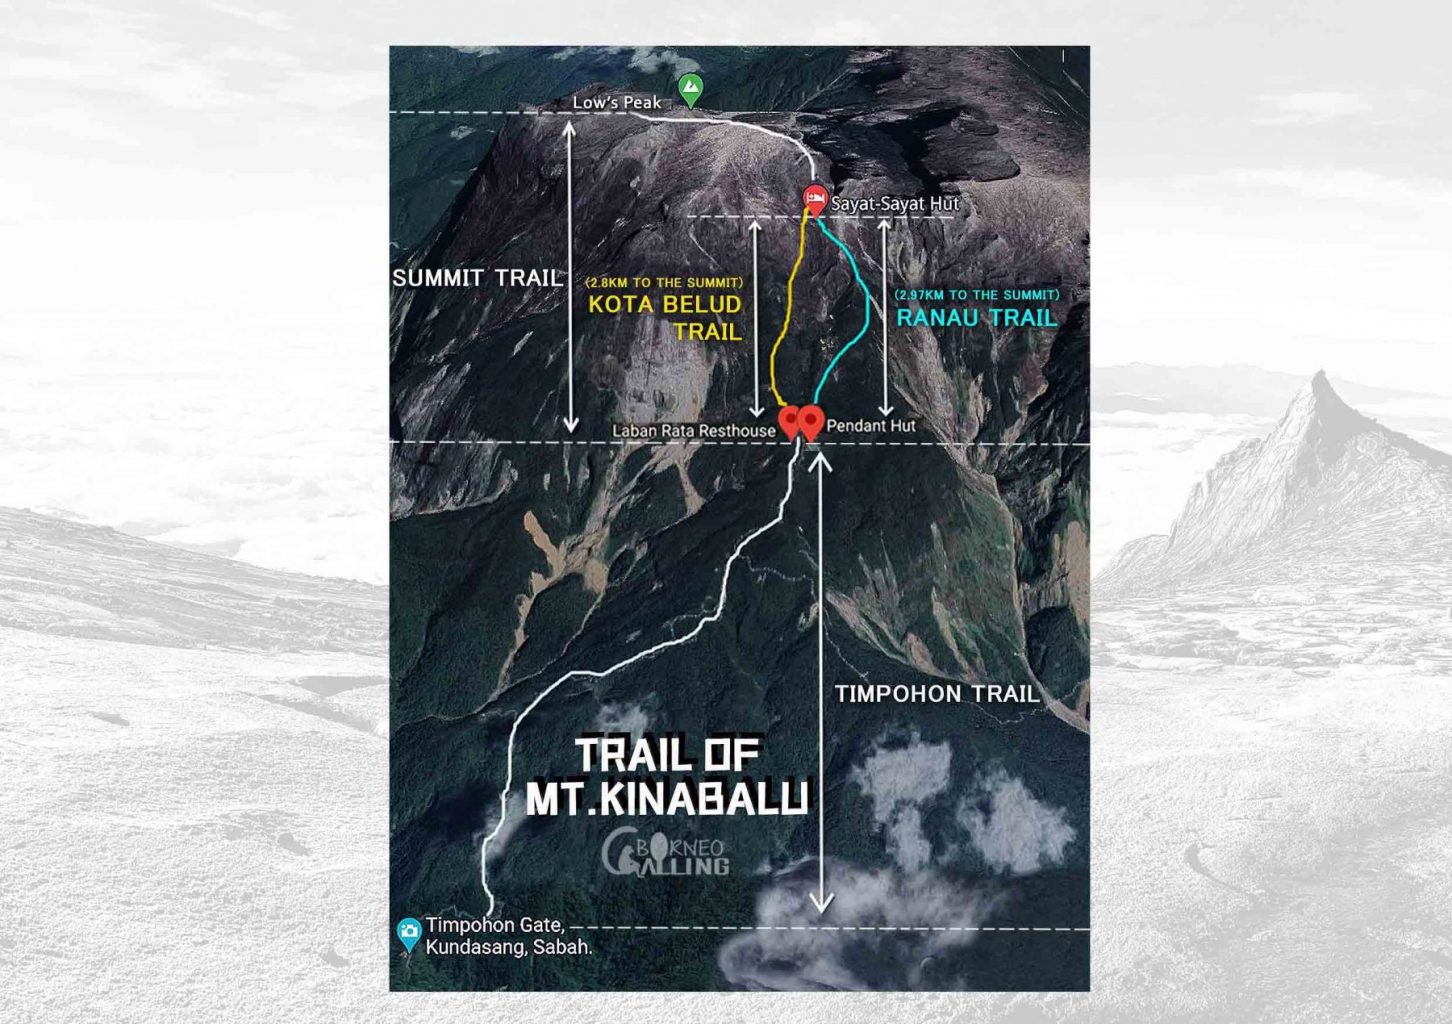 Low's Peak
Sayat-Sayat Hut
SUMMIT TRAIL
(2.8KM TO THE SUMMIT)
KOTA BELUD
TRAIL
(2.97KM TO THE SUMMIT)
RANAU TRAIL
Laban Rata Resthouse
Pendant Hut
TIMPOHON TRAIL
TRAIL OF
MT.KINABALU
BORNEO
CALLING
Timpohon Gate,
Kundasang, Sabah.